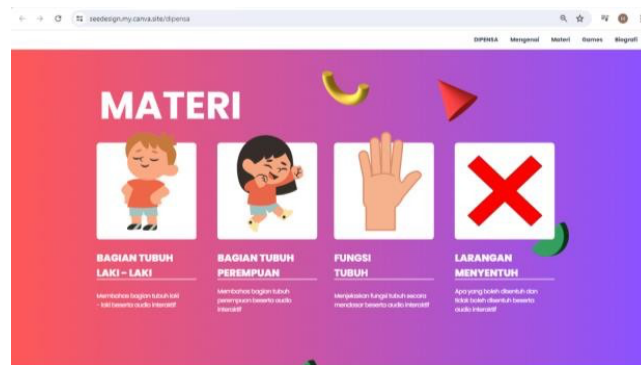 seedesign.my.canva.site/dipensa
DIPENSA Mengenai Materi Games Biografi
MATERI
BAGIAN TUBUH
LAKI – LAKI
Membahas bagian tubuh laki
- laki beserta audio interaktif
BAGIAN TUBUH
PEREMPUAN
Membahas bagian tubuh
perempuan beserta audio
interaktif
FUNGSI
TUBUH
Menjelaskan fungsi tubuh secara
mendasar beserta audio interaktif
LARANGAN
MENYENTUH
Apa yang boleh disentuh dan
tidak boleh disentuh beserta
audio interaktif